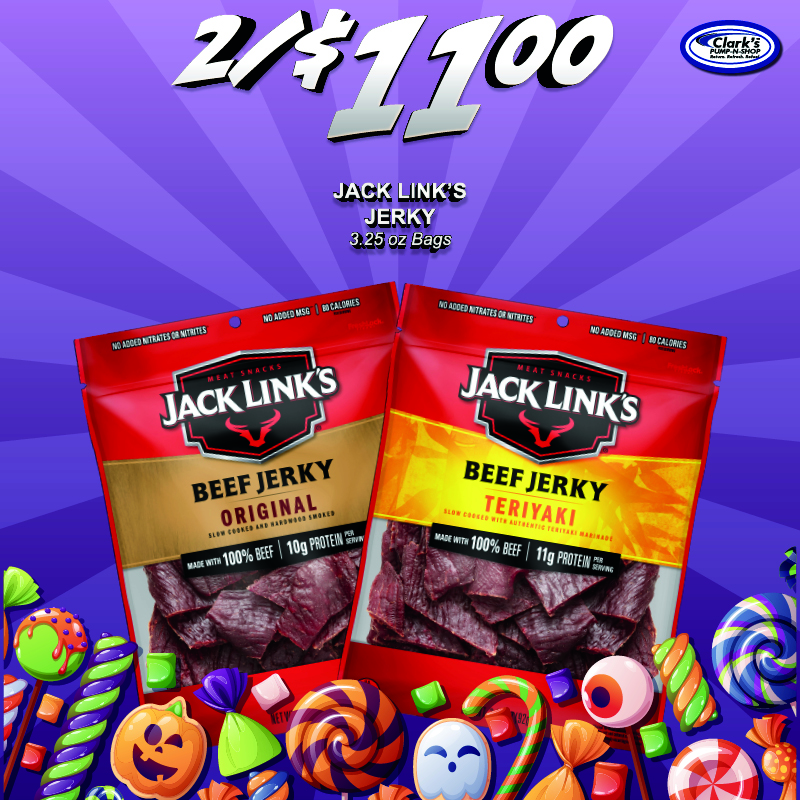 2/$1100
Clark's
PUMP-N-SHOP
Return. Refresh. Refuel.
JACK LINK'S
JERKY
3.25 oz Bags
NO ADDED NITRATES OR NITRITES
NO ADDED MSG | 80 CALORIES
MEAT SNACKS
JACK LINK'S
BEEF JERKY
ORIGINAL
SLOW COOKED AND HARDWOOD SMOKED
MADE WITH 100% BEEF | 10g PROTEIN PER
NO ADDED NITRATES OR NITRITES
NO ADDED MSG | 80 CALORIES
MEAT SNACKS
JACK LINK'S
BEEF JERKY
TERIYAKI
SLOW COOKED WITH AUTHENTIC TERIYAKI MARINADE
MADE WITH 100% BEEF | 11g PROTEIN PER SERVING